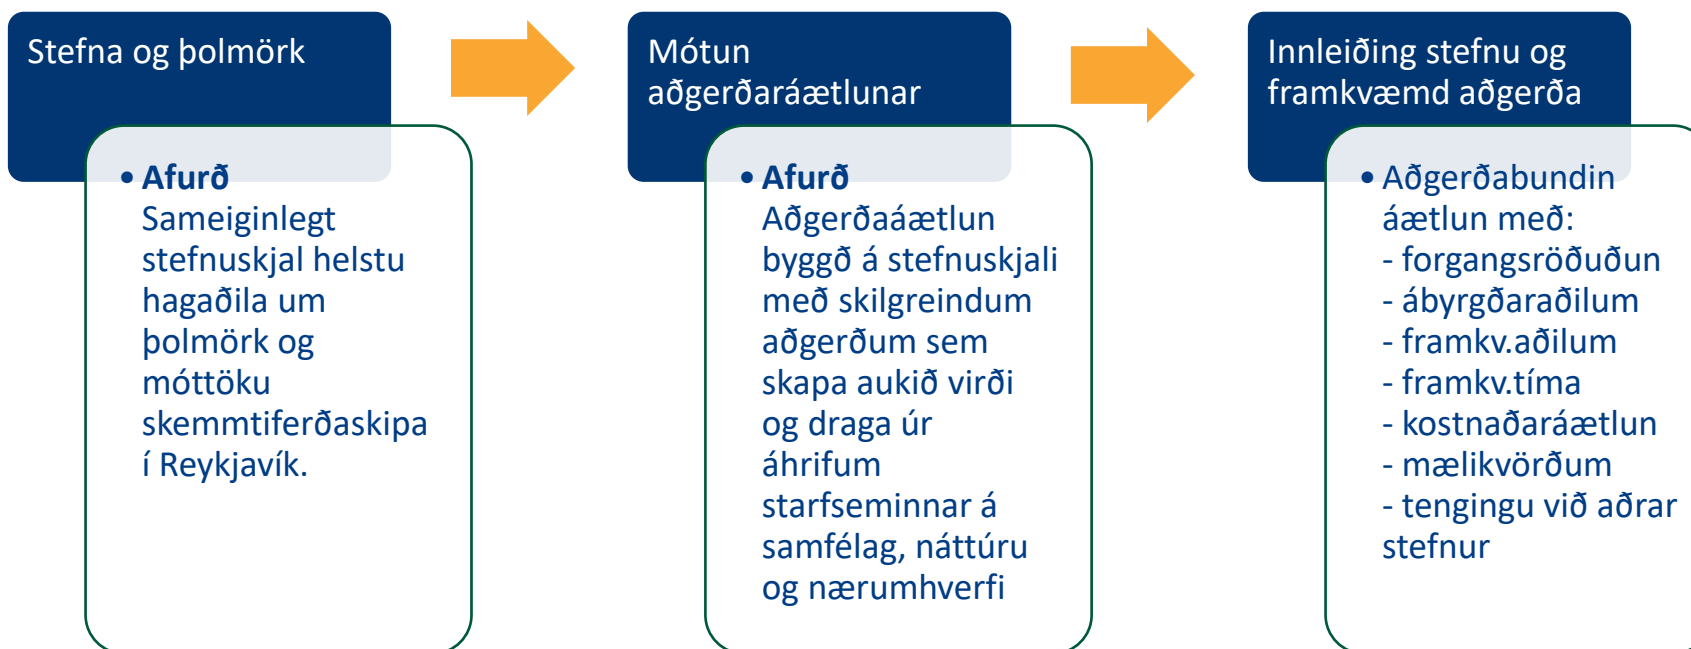 Stefna og þolmörk
• Afurð
Sameiginlegt
stefnuskjal helstu
hagaðila um
þolmörk og
móttöku
skemmtiferðaskipa
í Reykjavík.
Mótun
aðgerðaráætlunar
• Afurð
Aðgerðaáætlun
byggð á stefnuskjali
með skilgreindum
aðgerðum sem
skapa aukið virði
og draga úr
áhrifum
starfseminnar á
samfélag, náttúru
og nærumhverfi
Innleiðing stefnu og
framkvæmd aðgerða
• Aðgerðabundin
áætlun með:
- forgangsröðuðun
- ábyrgðaraðilum
- framkv.aðilum
- framkv.tíma
- kostnaðaráætlun
- mælikvörðum
- tengingu við aðrar
stefnur